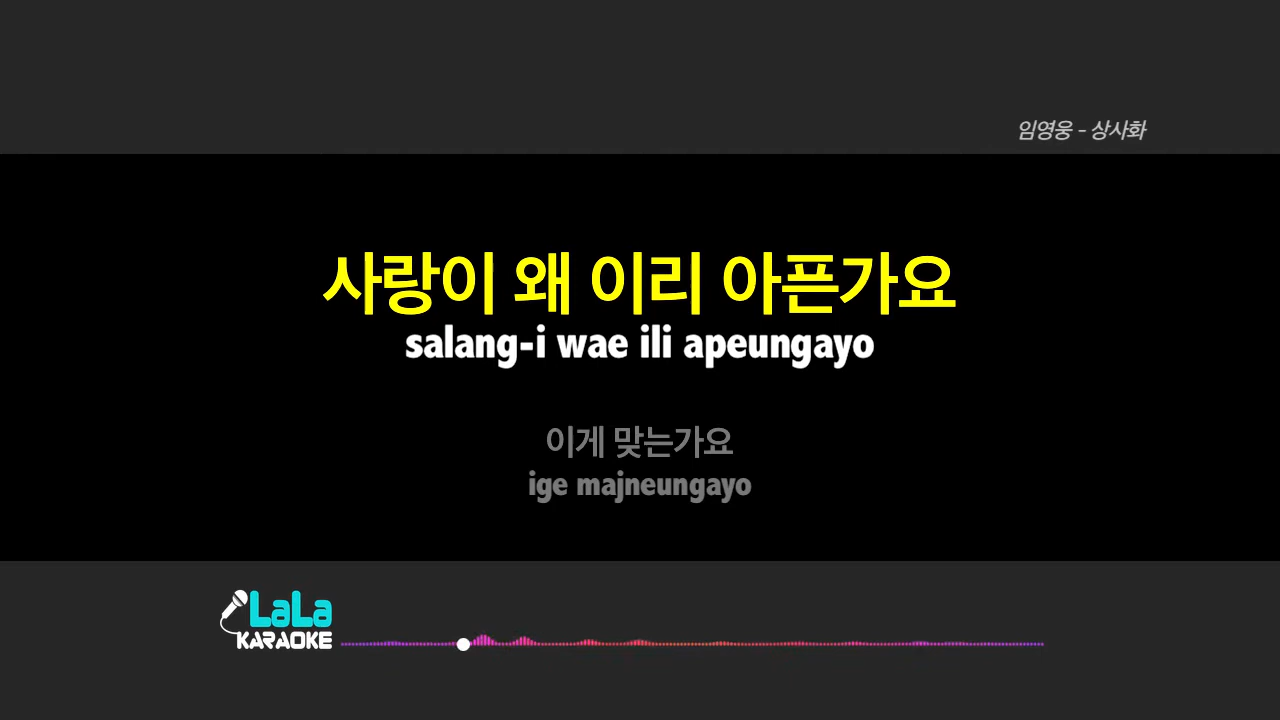 임영웅 - 상사화
사랑이 왜 이리 아픈가요
salang-i wae ili apeungayo
이게 맞는가요
ige majneungayo
LaLa
KARAOKE